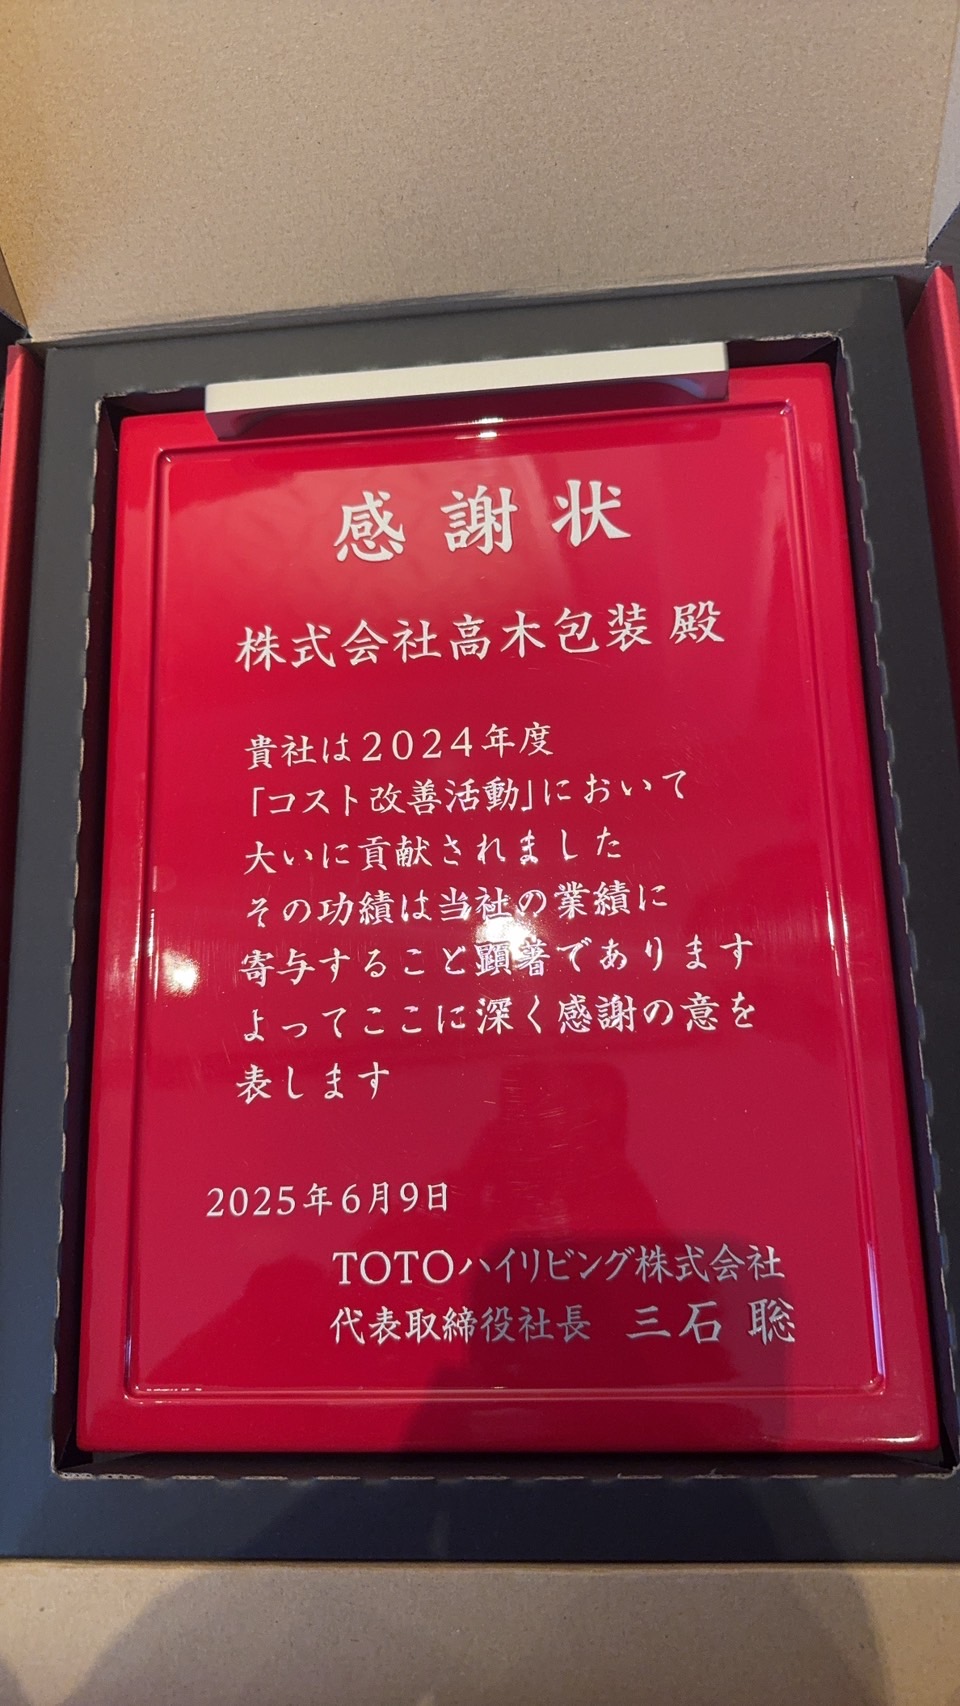 感謝状
株式会社高木包装 殿
貴社は2024年度
「コスト改善活動」において
大いに貢献されました
その功績は当社の業績に
寄与すること顕著であります
よってここに深く感謝の意を
表します
2025年6月9日
TOTOハイリビング株式会社
代表取締役社長 三石 聡